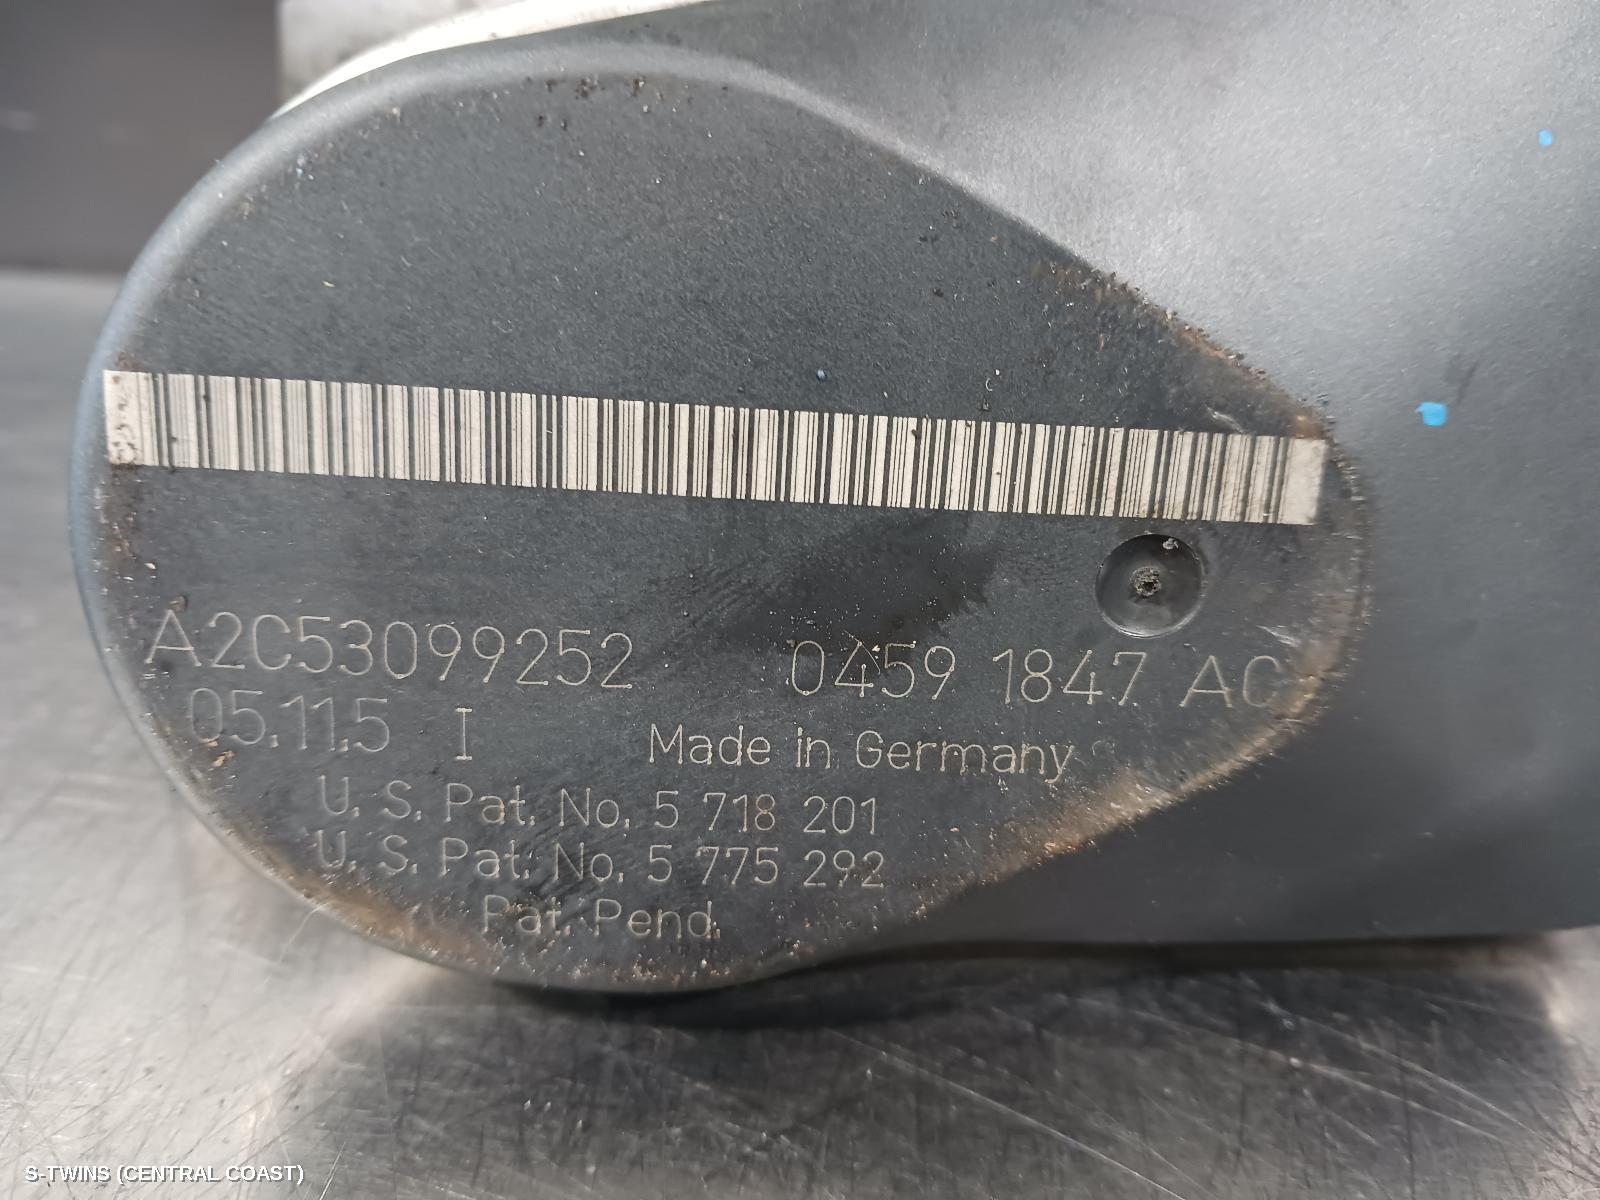 A2C53099252 0459 1847 AC
05.11.5 I
Made in Germany
U. S. Pat. No. 5 718 201
U. S. Pat. No. 5 775 292
Pat. Pend.
S-TWINS (CENTRAL COAST)